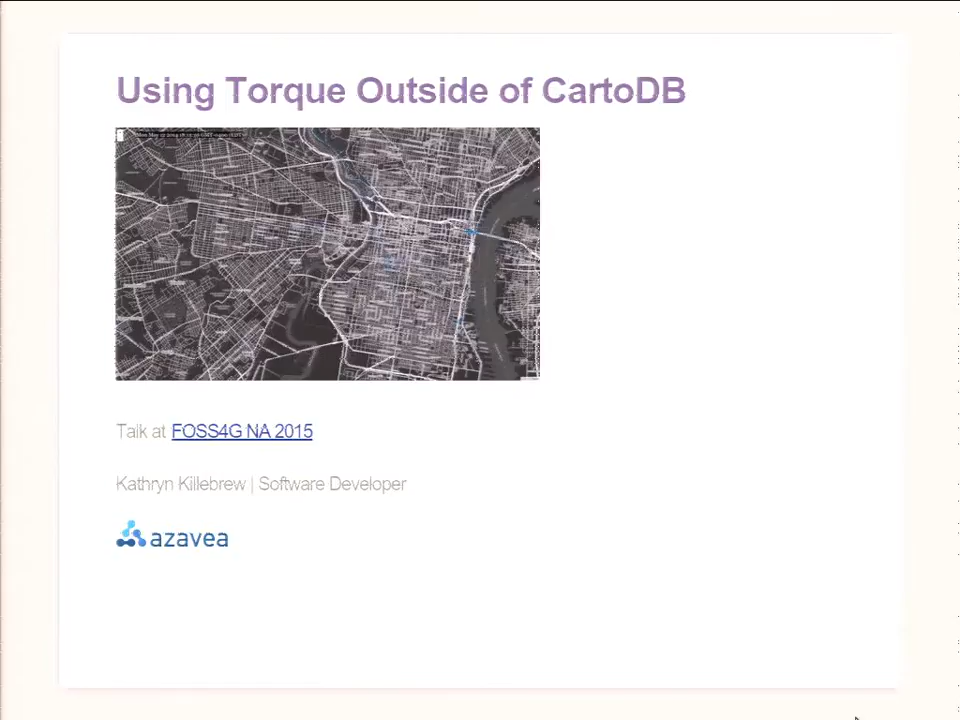 Using Torque Outside of CartoDB
Talk at FOSS4G NA 2015
Kathryn Killebrew | Software Developer
azavea